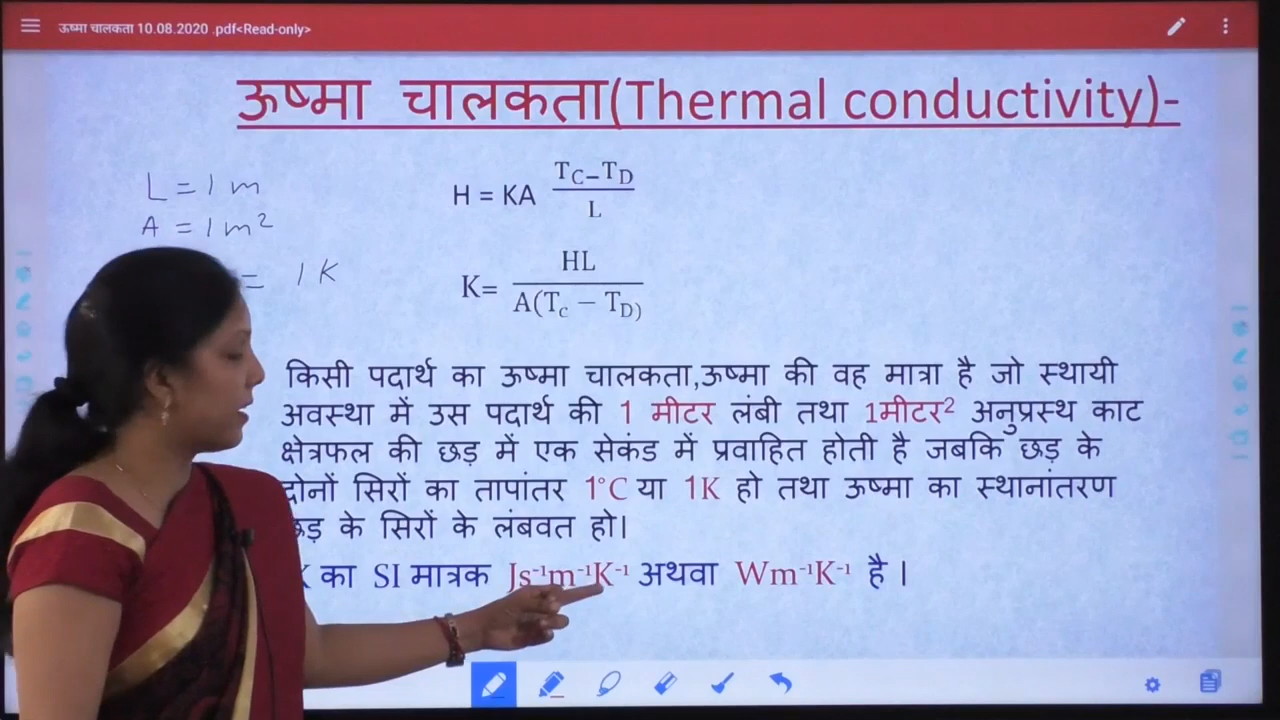 ऊष्मा चालकता 10.08.2020 .pdf<Read-only>
ऊष्मा चालकता(Thermal conductivity)-
L = 1 m
A = 1 m²
= 1 K
H = KA (T_C – T_D) / L
K= HL / A(T_c − T_D)
किसी पदार्थ का ऊष्मा चालकता,ऊष्मा की वह मात्रा है जो स्थायी
अवस्था में उस पदार्थ की 1 मीटर लंबी तथा 1मीटर² अनुप्रस्थ काट
क्षेत्रफल की छड़ में एक सेकंड में प्रवाहित होती है जबकि छड़ के
दोनों सिरों का तापांतर 1°C या 1K हो तथा ऊष्मा का स्थानांतरण
छड़ के सिरों के लंबवत हो।
K का SI मात्रक Js⁻¹m⁻¹K⁻¹ अथवा Wm⁻¹K⁻¹ है ।